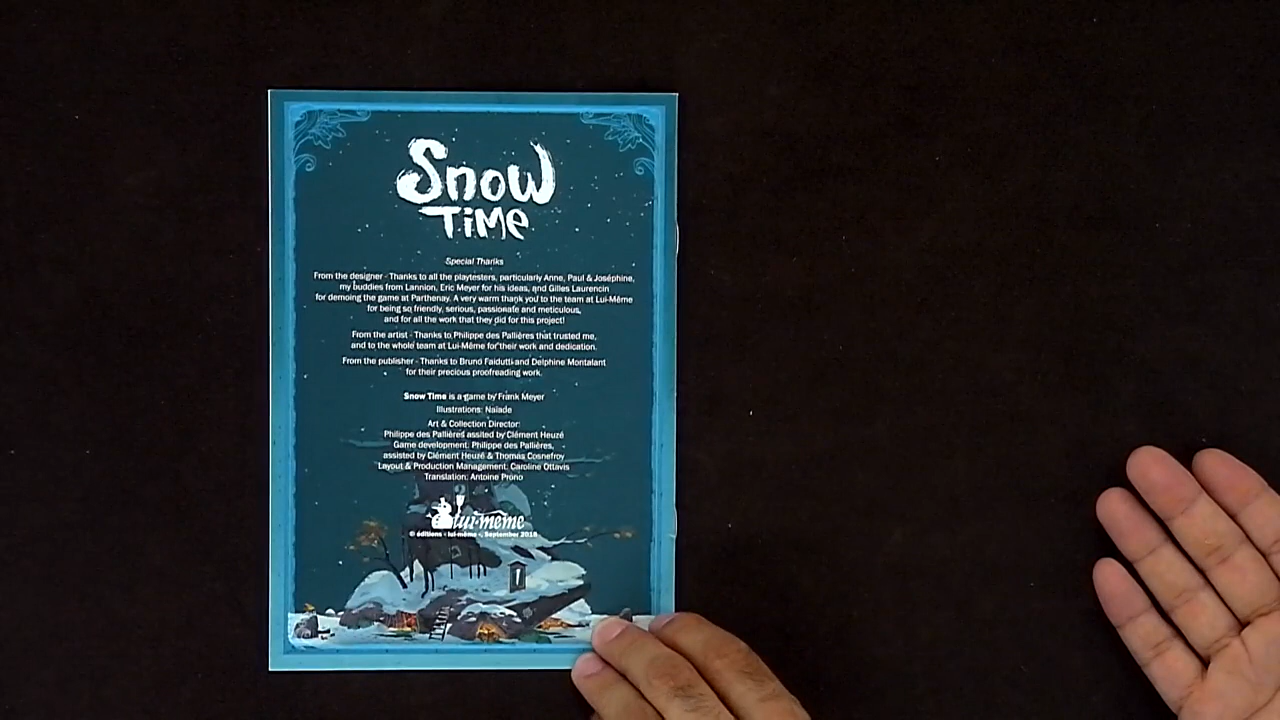 Snow
TiMe
Special Thanks
From the designer - Thanks to all the playtesters, particularly Anne, Paul & Joséphine,
my buddies from Lannion, Eric Meyer for his ideas, and Gilles Laurencin
for demoing the game at Parthenay. A very warm thank you to the team at Lui-Même
for being so friendly, serious, passionate and meticulous,
and for all the work that they did for this project!
From the artist - Thanks to Philippe des Pallières that trusted me,
and to the whole team at Lui-Même for their work and dedication.
From the publisher - Thanks to Bruno Faidutti and Delphine Montalant
for their precious proofreading work.
Snow Time is a game by Frank Meyer
Illustrations: Naïade
Art & Collection Director:
Philippe des Pallières assited by Clément Heuzé
Game development: Philippe des Pallières,
assisted by Clément Heuzé & Thomas Cosnefroy
Layout & Production Management: Caroline Ottavis
Translation: Antoine Prono
lui-même
© éditions - lui-même -, September 2018